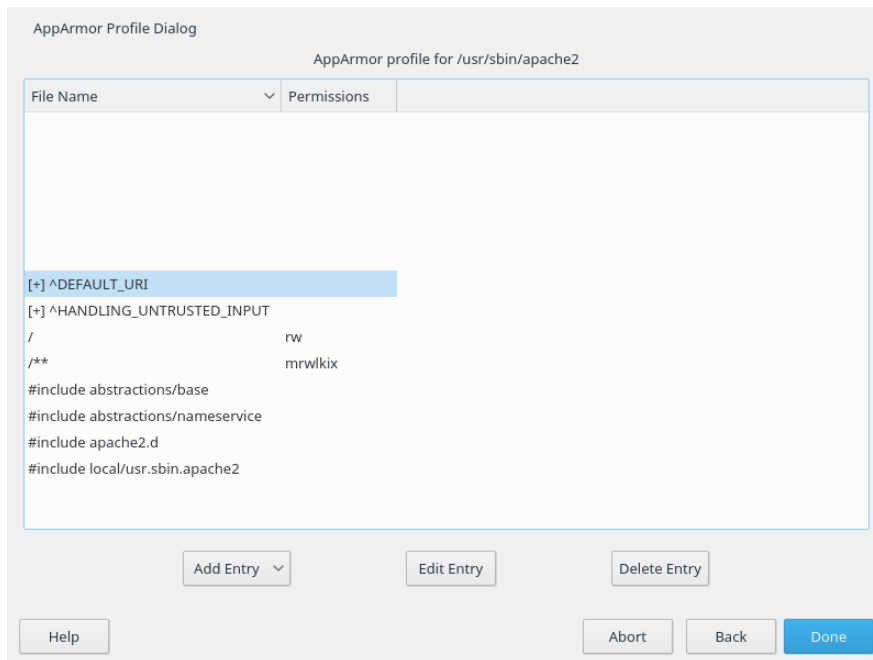 AppArmor Profile Dialog
AppArmor profile for /usr/sbin/apache2
File Name Permissions
[+] ^DEFAULT_URI
[+] ^HANDLING_UNTRUSTED_INPUT
/ rw
/** mrwlkix
#include abstractions/base
#include abstractions/nameservice
#include apache2.d
#include local/usr.sbin.apache2
Add Entry Edit Entry Delete Entry
Help Abort Back Done